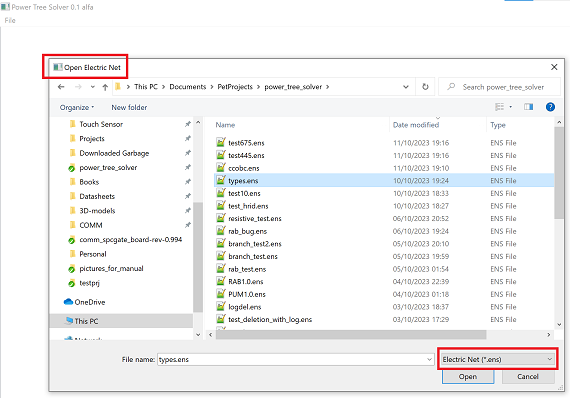 Power Tree Solver 0.1 alfa
File
Open Electric Net
This PC > Documents > PetProjects > power_tree_solver >
Search power_tree_solver
Organize
New folder
Touch Sensor
Projects
Downloaded Garbage
power_tree_solver
Books
Datasheets
3D-models
COMM
comm_spcgate_board-rev-0.994
Personal
pictures_for_manual
testprj
OneDrive
This PC
Name Date modified Type
test675.ens 11/10/2023 19:16 ENS File
test445.ens 11/10/2023 19:16 ENS File
ccobc.ens 11/10/2023 19:10 ENS File
types.ens 10/10/2023 19:24 ENS File
test10.ens 10/10/2023 18:33 ENS File
test_hrid.ens 10/10/2023 18:27 ENS File
resistive_test.ens 06/10/2023 20:52 ENS File
rab_bug.ens 06/10/2023 19:24 ENS File
branch_test2.ens 05/10/2023 20:10 ENS File
branch_test.ens 05/10/2023 19:59 ENS File
rab_test.ens 05/10/2023 01:54 ENS File
RAB1.0.ens 04/10/2023 22:39 ENS File
PUM1.0.ens 04/10/2023 01:18 ENS File
logdel.ens 03/10/2023 18:37 ENS File
test_deletion_with_log.ens 03/10/2023 17:29 ENS File
File name: types.ens
Electric Net (*.ens)
Open
Cancel